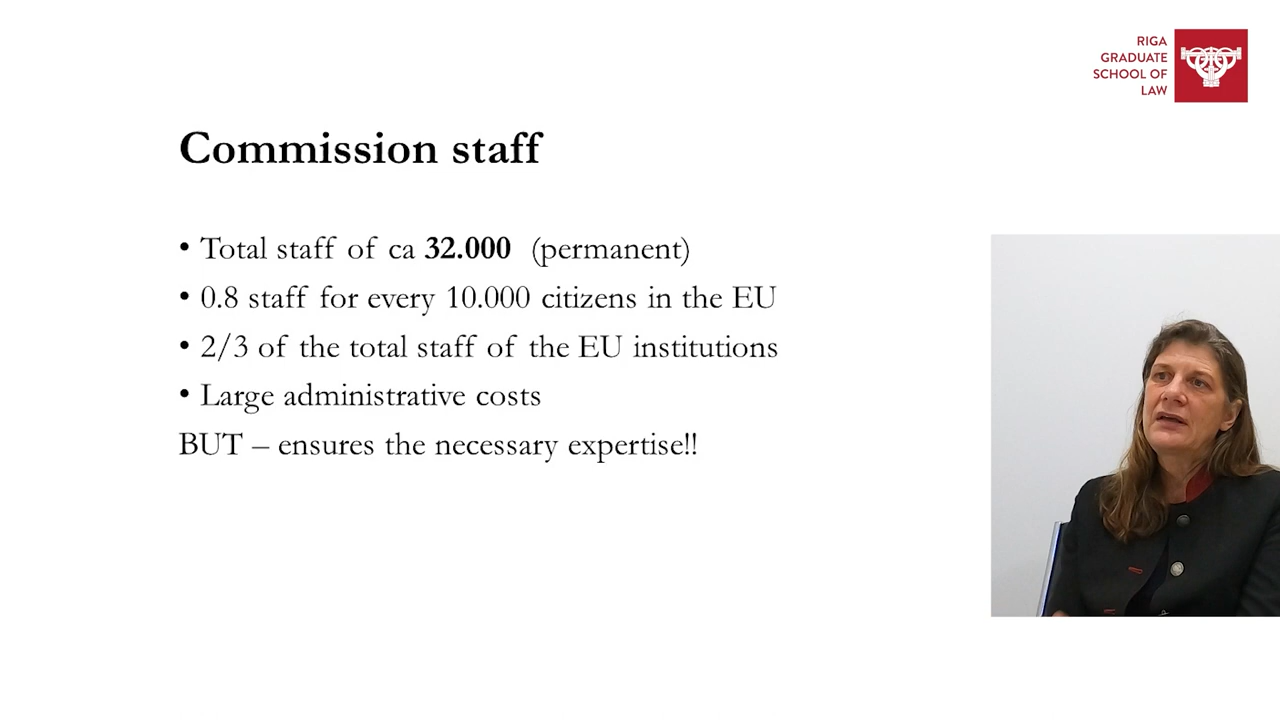 RIGA
GRADUATE
SCHOOL OF
LAW
Commission staff
• Total staff of ca 32.000 (permanent)
• 0.8 staff for every 10.000 citizens in the EU
• 2/3 of the total staff of the EU institutions
• Large administrative costs
BUT – ensures the necessary expertise!!